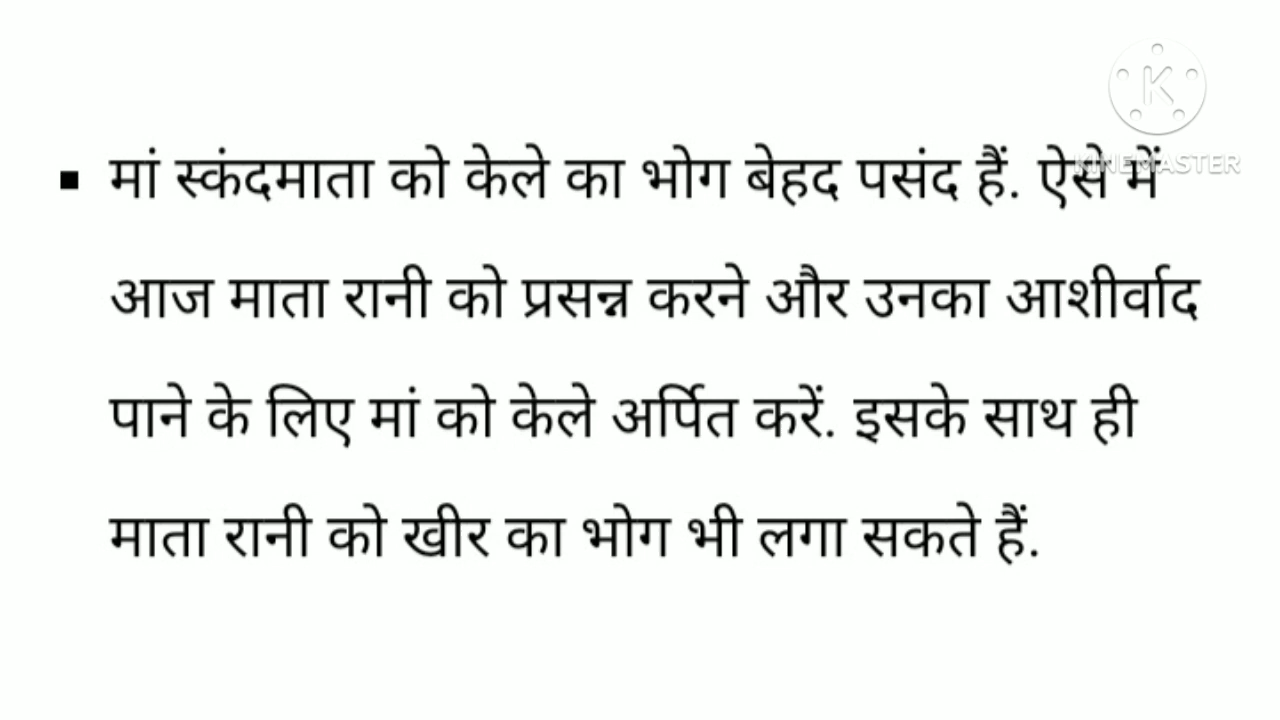 KINEMASTER
▪ मां स्कंदमाता को केले का भोग बेहद पसंद हैं. ऐसे में
आज माता रानी को प्रसन्न करने और उनका आशीर्वाद
पाने के लिए मां को केले अर्पित करें. इसके साथ ही
माता रानी को खीर का भोग भी लगा सकते हैं.